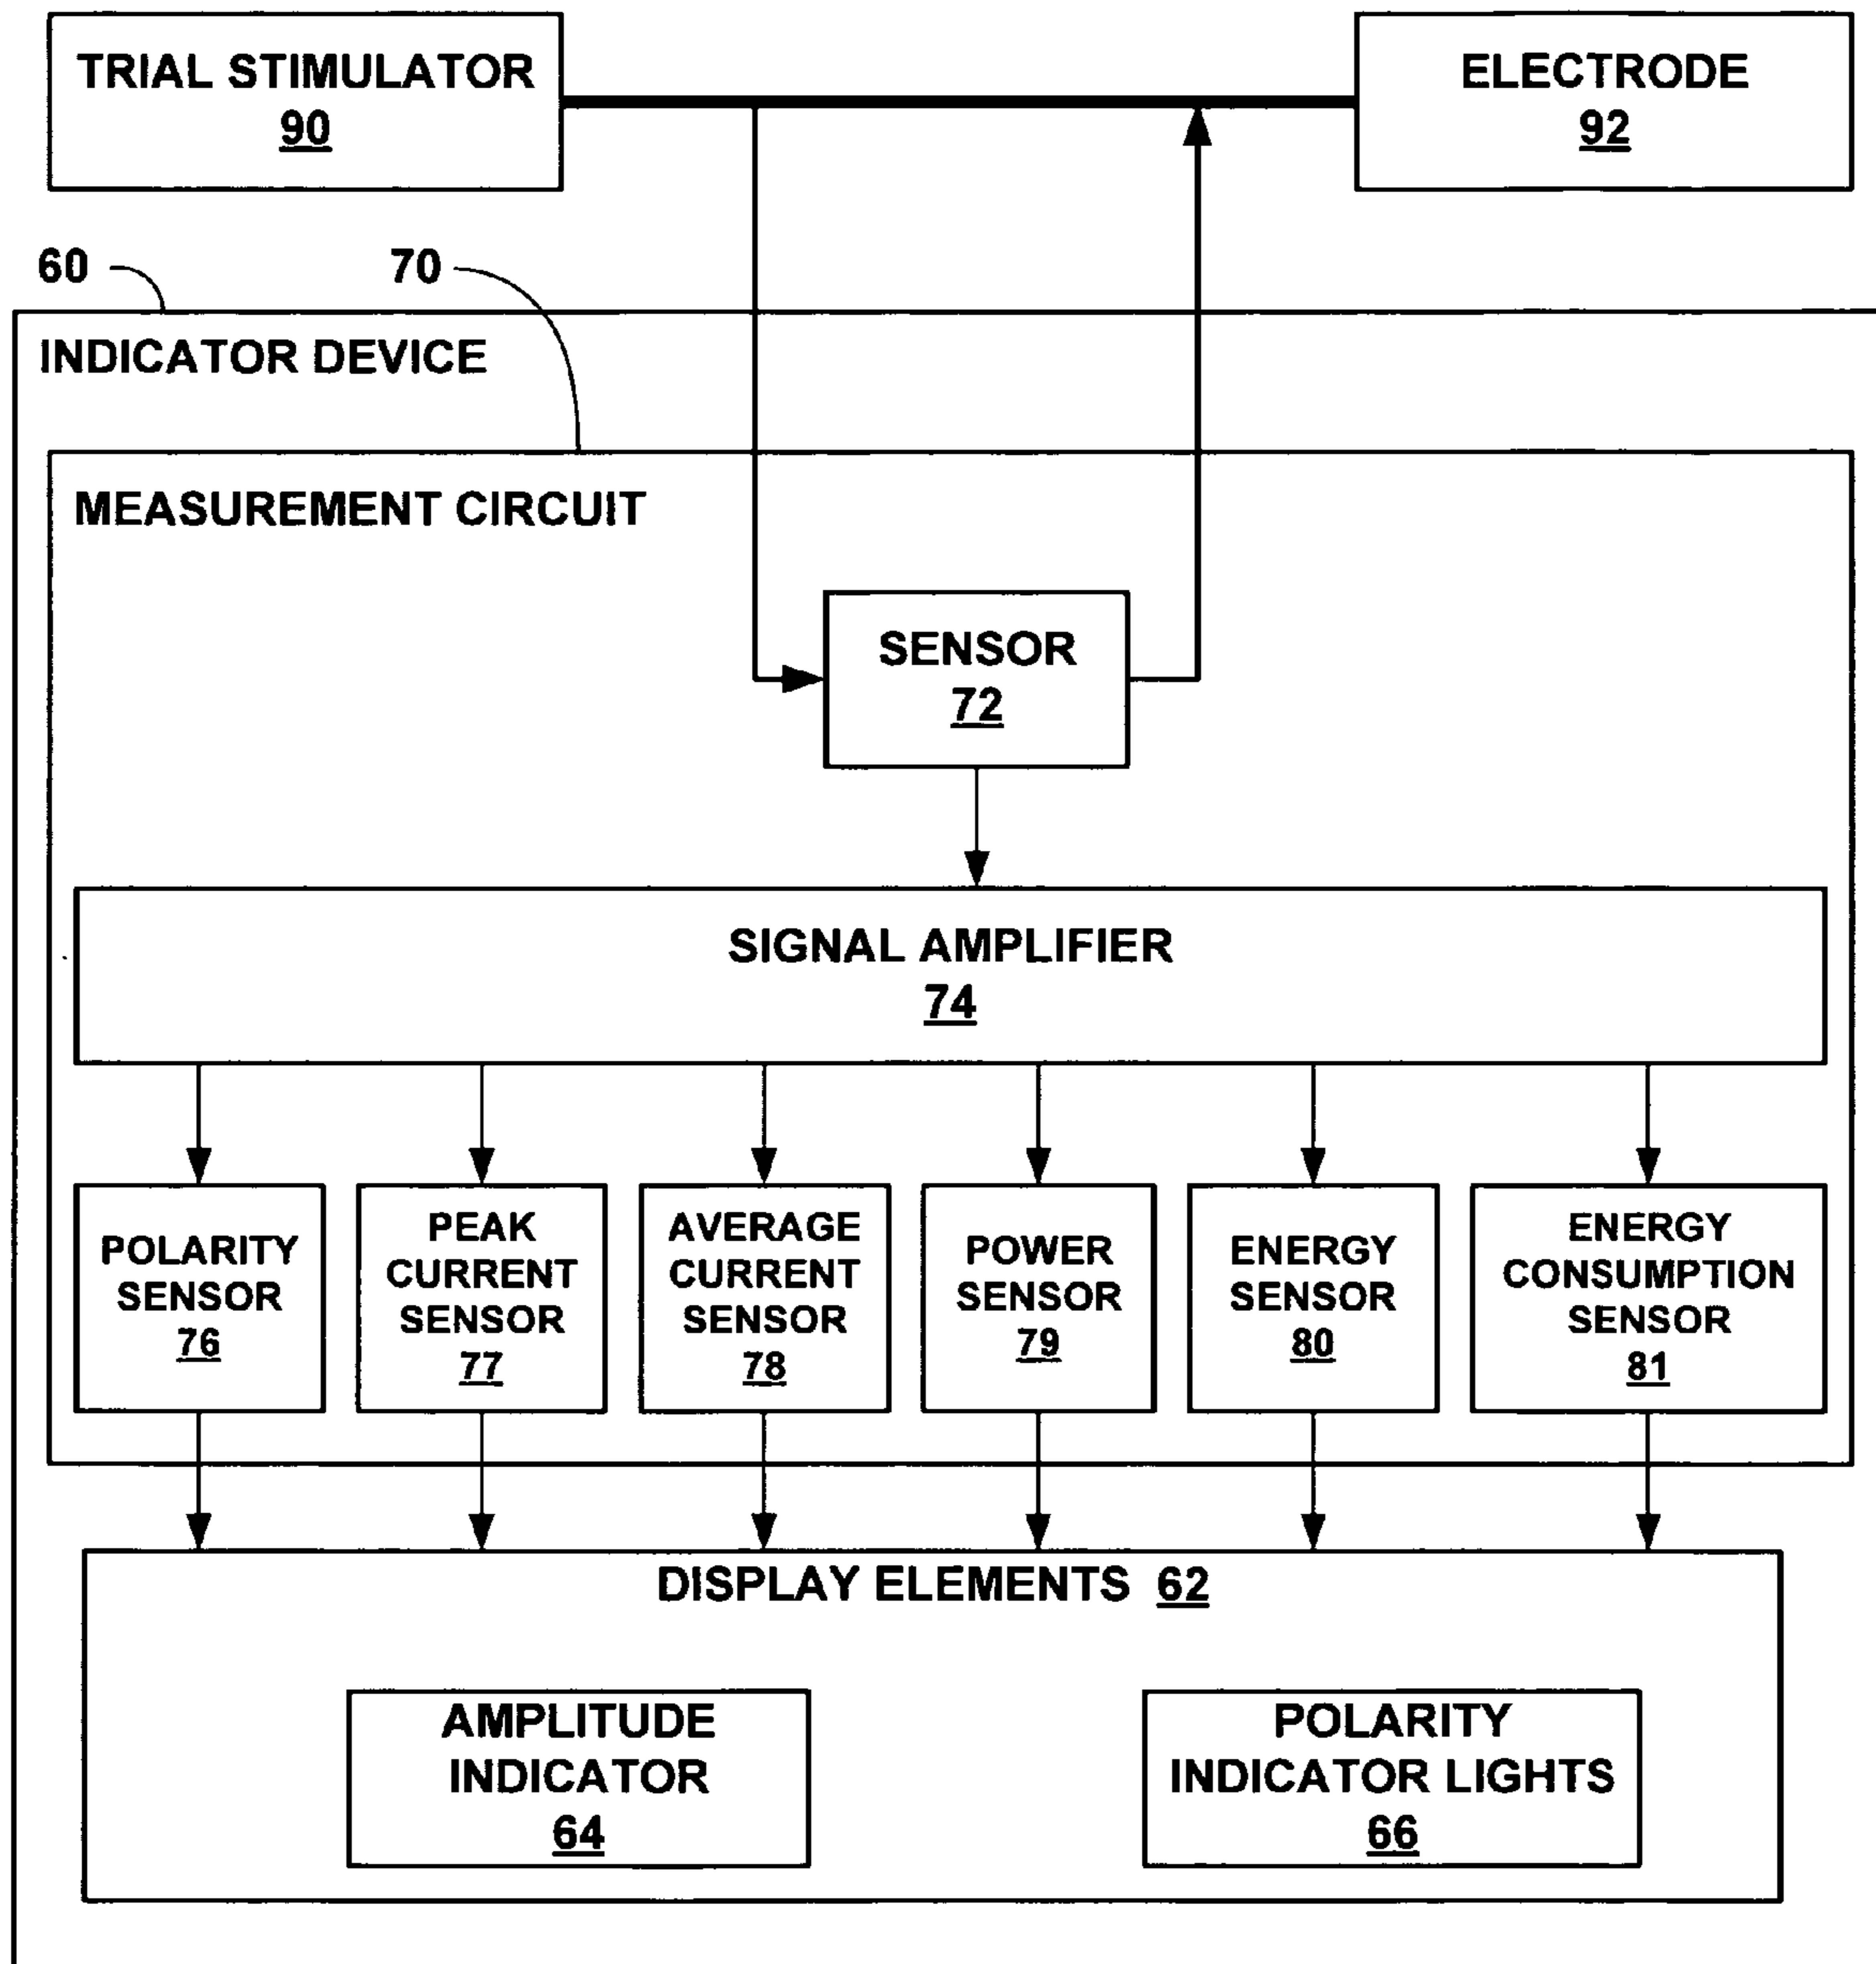 TRIAL STIMULATOR
90
ELECTRODE
92
60
70
INDICATOR DEVICE
MEASUREMENT CIRCUIT
SENSOR
72
SIGNAL AMPLIFIER
74
POLARITY
SENSOR
76
PEAK
CURRENT
SENSOR
77
AVERAGE
CURRENT
SENSOR
78
POWER
SENSOR
79
ENERGY
SENSOR
80
ENERGY
CONSUMPTION
SENSOR
81
DISPLAY ELEMENTS 62
AMPLITUDE
INDICATOR
64
POLARITY
INDICATOR LIGHTS
66